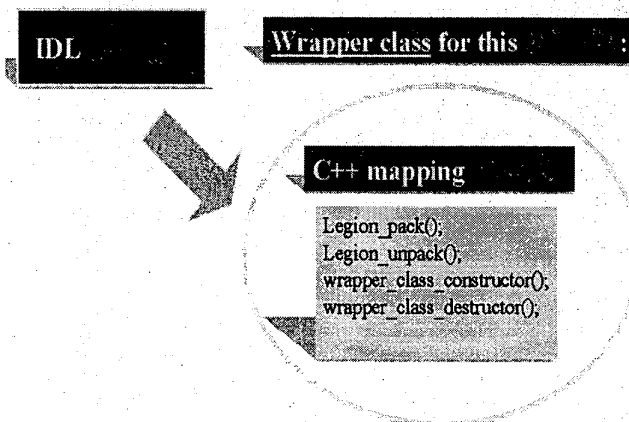 IDL
Wrapper class for this :
C++ mapping
Legion_pack();
Legion_unpack();
wrapper_class_constructor();
wrapper_class_destructor();